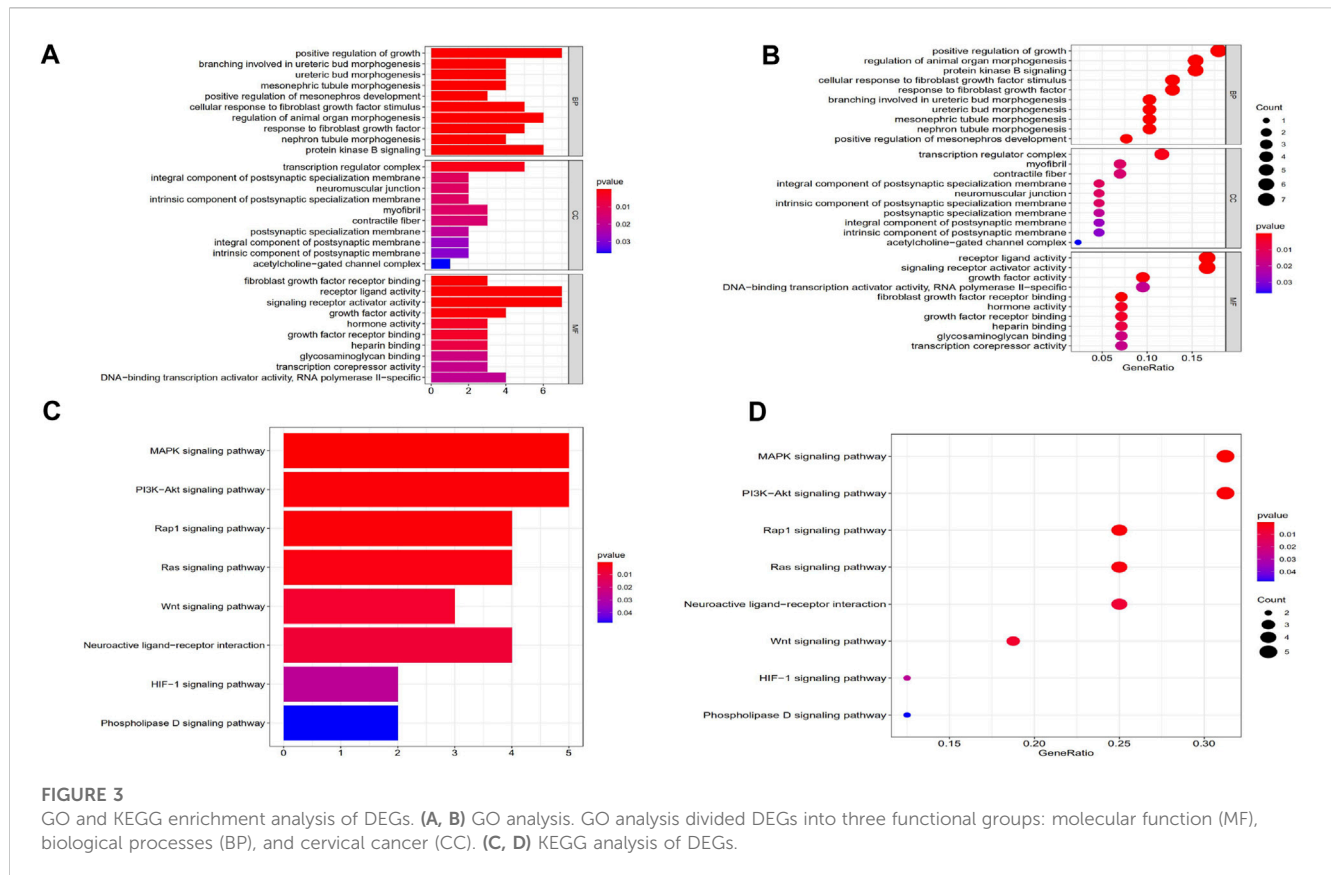 A
positive regulation of growth
branching involved in ureteric bud morphogenesis
ureteric bud morphogenesis
mesonephric tubule morphogenesis
positive regulation of mesonephros development
cellular response to fibroblast growth factor stimulus
regulation of animal organ morphogenesis
response to fibroblast growth factor
nephron tubule morphogenesis
protein kinase B signaling
BP
transcription regulator complex
integral component of postsynaptic specialization membrane
neuromuscular junction
intrinsic component of postsynaptic specialization membrane
myofibril
contractile fiber
postsynaptic specialization membrane
integral component of postsynaptic membrane
intrinsic component of postsynaptic membrane
acetylcholine-gated channel complex
CC
fibroblast growth factor receptor binding
receptor ligand activity
signaling receptor activator activity
growth factor activity
hormone activity
growth factor receptor binding
heparin binding
glycosaminoglycan binding
transcription corepressor activity
DNA-binding transcription activator activity, RNA polymerase II-specific
MF
0 2 4 6
pvalue
0.01
0.02
0.03
B
positive regulation of growth
regulation of animal organ morphogenesis
protein kinase B signaling
cellular response to fibroblast growth factor stimulus
response to fibroblast growth factor
branching involved in ureteric bud morphogenesis
ureteric bud morphogenesis
mesonephric tubule morphogenesis
nephron tubule morphogenesis
positive regulation of mesonephros development
BP
transcription regulator complex
myofibril
contractile fiber
integral component of postsynaptic specialization membrane
neuromuscular junction
intrinsic component of postsynaptic specialization membrane
postsynaptic specialization membrane
integral component of postsynaptic membrane
intrinsic component of postsynaptic membrane
acetylcholine-gated channel complex
CC
receptor ligand activity
signaling receptor activator activity
growth factor activity
DNA-binding transcription activator activity, RNA polymerase II-specific
fibroblast growth factor receptor binding
hormone activity
growth factor receptor binding
heparin binding
glycosaminoglycan binding
transcription corepressor activity
MF
0.05 0.10 0.15
GeneRatio
Count
1
2
3
4
5
6
7
pvalue
0.01
0.02
0.03
C
MAPK signaling pathway
PI3K-Akt signaling pathway
Rap1 signaling pathway
Ras signaling pathway
Wnt signaling pathway
Neuroactive ligand-receptor interaction
HIF-1 signaling pathway
Phospholipase D signaling pathway
0 1 2 3 4 5
pvalue
0.01
0.02
0.03
0.04
D
MAPK signaling pathway
PI3K-Akt signaling pathway
Rap1 signaling pathway
Ras signaling pathway
Neuroactive ligand-receptor interaction
Wnt signaling pathway
HIF-1 signaling pathway
Phospholipase D signaling pathway
0.15 0.20 0.25 0.30
GeneRatio
pvalue
0.01
0.02
0.03
0.04
Count
2
3
4
5
FIGURE 3
GO and KEGG enrichment analysis of DEGs. (A, B) GO analysis. GO analysis divided DEGs into three functional groups: molecular function (MF),
biological processes (BP), and cervical cancer (CC). (C, D) KEGG analysis of DEGs.